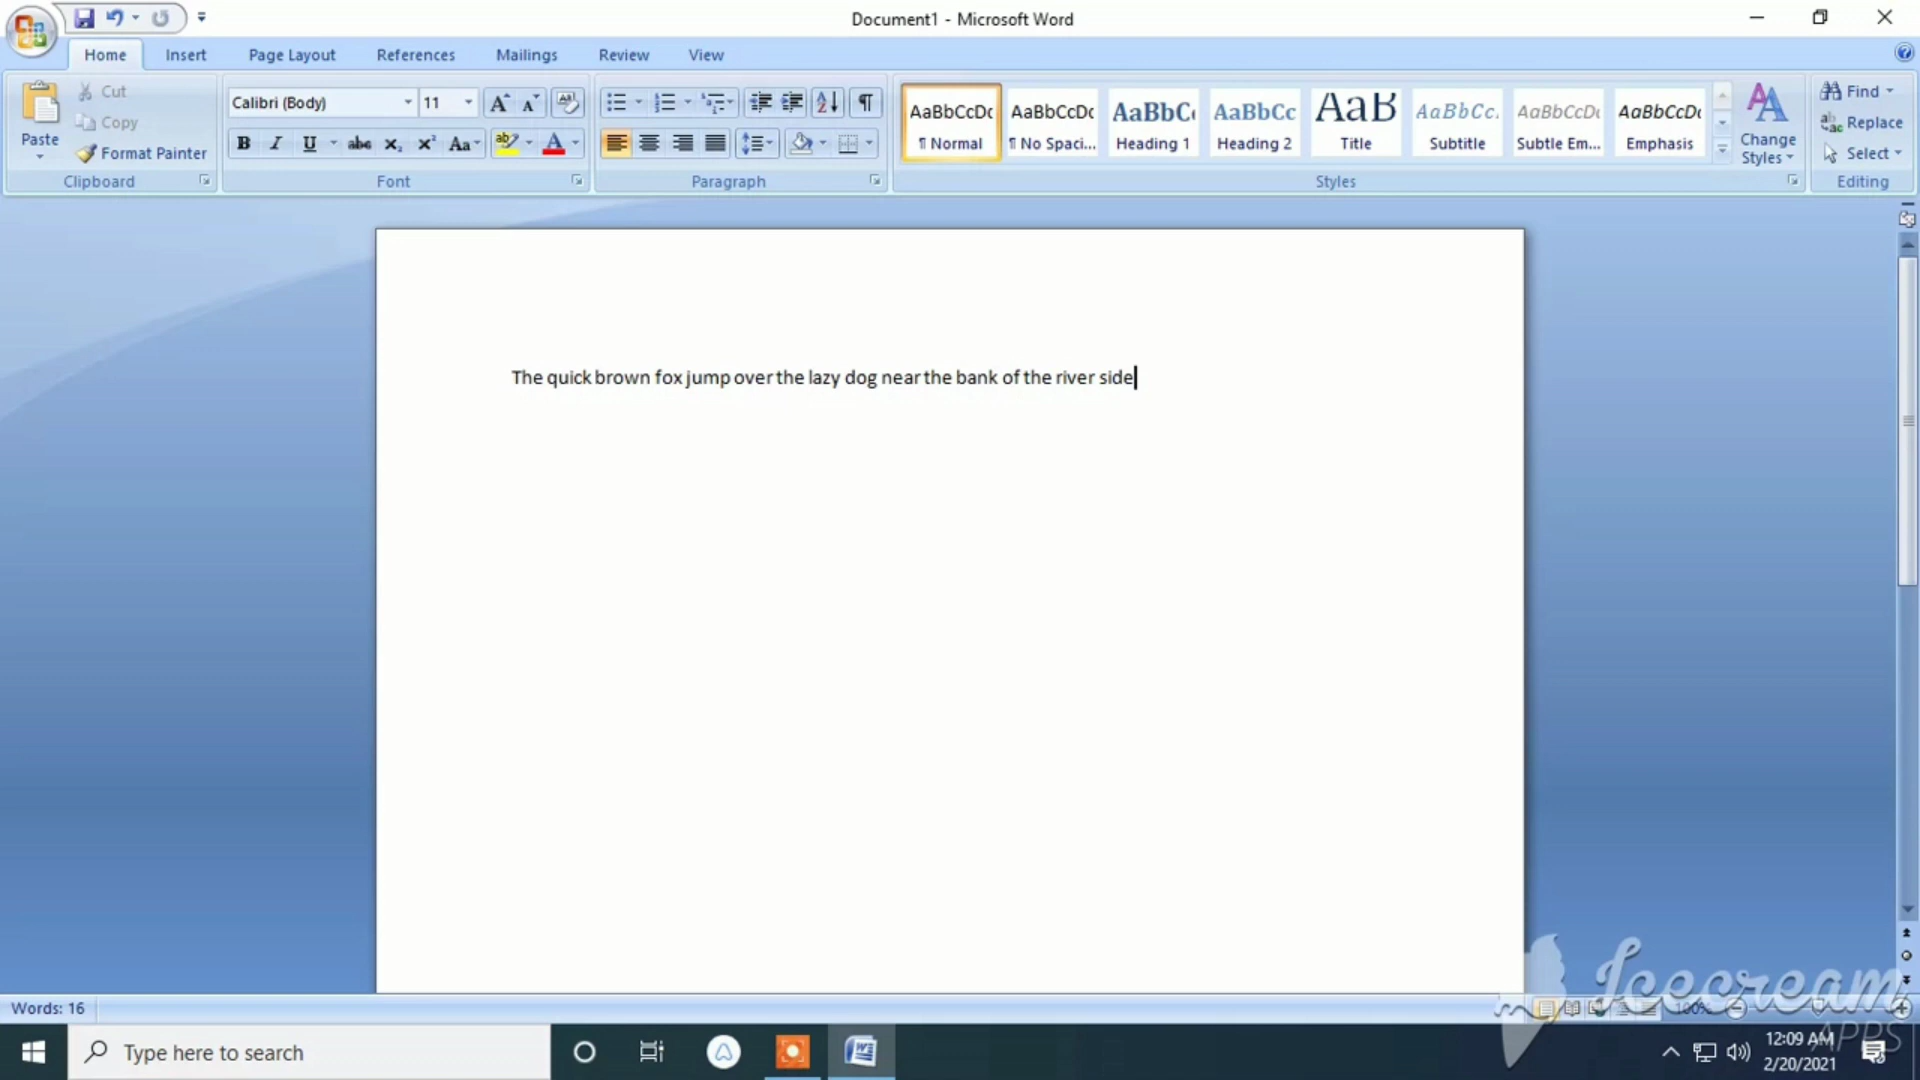 Document1 - Microsoft Word
Home Insert Page Layout References Mailings Review View
Paste
Cut
Copy
Format Painter
Clipboard
Calibri (Body) 11
Font
Paragraph
AaBbCcDc AaBbCcDc AaBbC AaBbCc AaB AaBbCc. AaBbCcDc AaBbCcDc
¶ Normal ¶ No Spaci... Heading 1 Heading 2 Title Subtitle Subtle Em... Emphasis
Change
Styles
Styles
Find
Replace
Select
Editing
The quick brown fox jump over the lazy dog near the bank of the river side
Words: 16
100%
Icecream
APPS
Type here to search
12:09 AM
2/20/2021